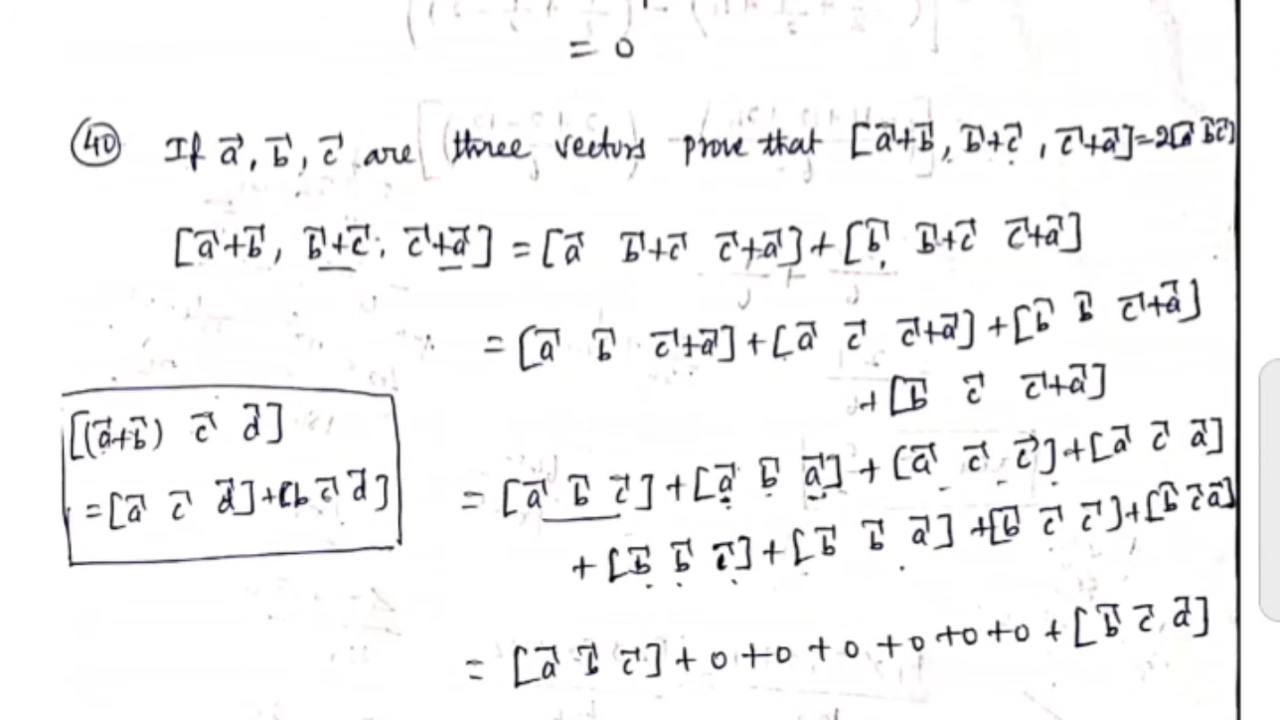 = 0
40 If a⃗, b⃗, c⃗ are three vectors prove that [a⃗+b⃗, b⃗+c⃗, c⃗+a⃗]=2[a⃗ b⃗ c⃗]
[a⃗+b⃗, b⃗+c⃗, c⃗+a⃗] = [a⃗ b⃗+c⃗ c⃗+a⃗] + [b⃗ b⃗+c⃗ c⃗+a⃗]
= [a⃗ b⃗ c⃗+a⃗] + [a⃗ c⃗ c⃗+a⃗] + [b⃗ b⃗ c⃗+a⃗]
+ [b⃗ c⃗ c⃗+a⃗]
[(a⃗+b⃗) c⃗ d⃗]
= [a⃗ c⃗ d⃗]+[b⃗ c⃗ d⃗]
= [a⃗ b⃗ c⃗] + [a⃗ b⃗ a⃗] + [a⃗ c⃗ c⃗] + [a⃗ c⃗ a⃗]
+ [b⃗ b⃗ c⃗] + [b⃗ b⃗ a⃗] + [b⃗ c⃗ c⃗] + [b⃗ c⃗ a⃗]
= [a⃗ b⃗ c⃗] + 0 + 0 + 0 + 0 + 0 + 0 + [b⃗ c⃗ a⃗]